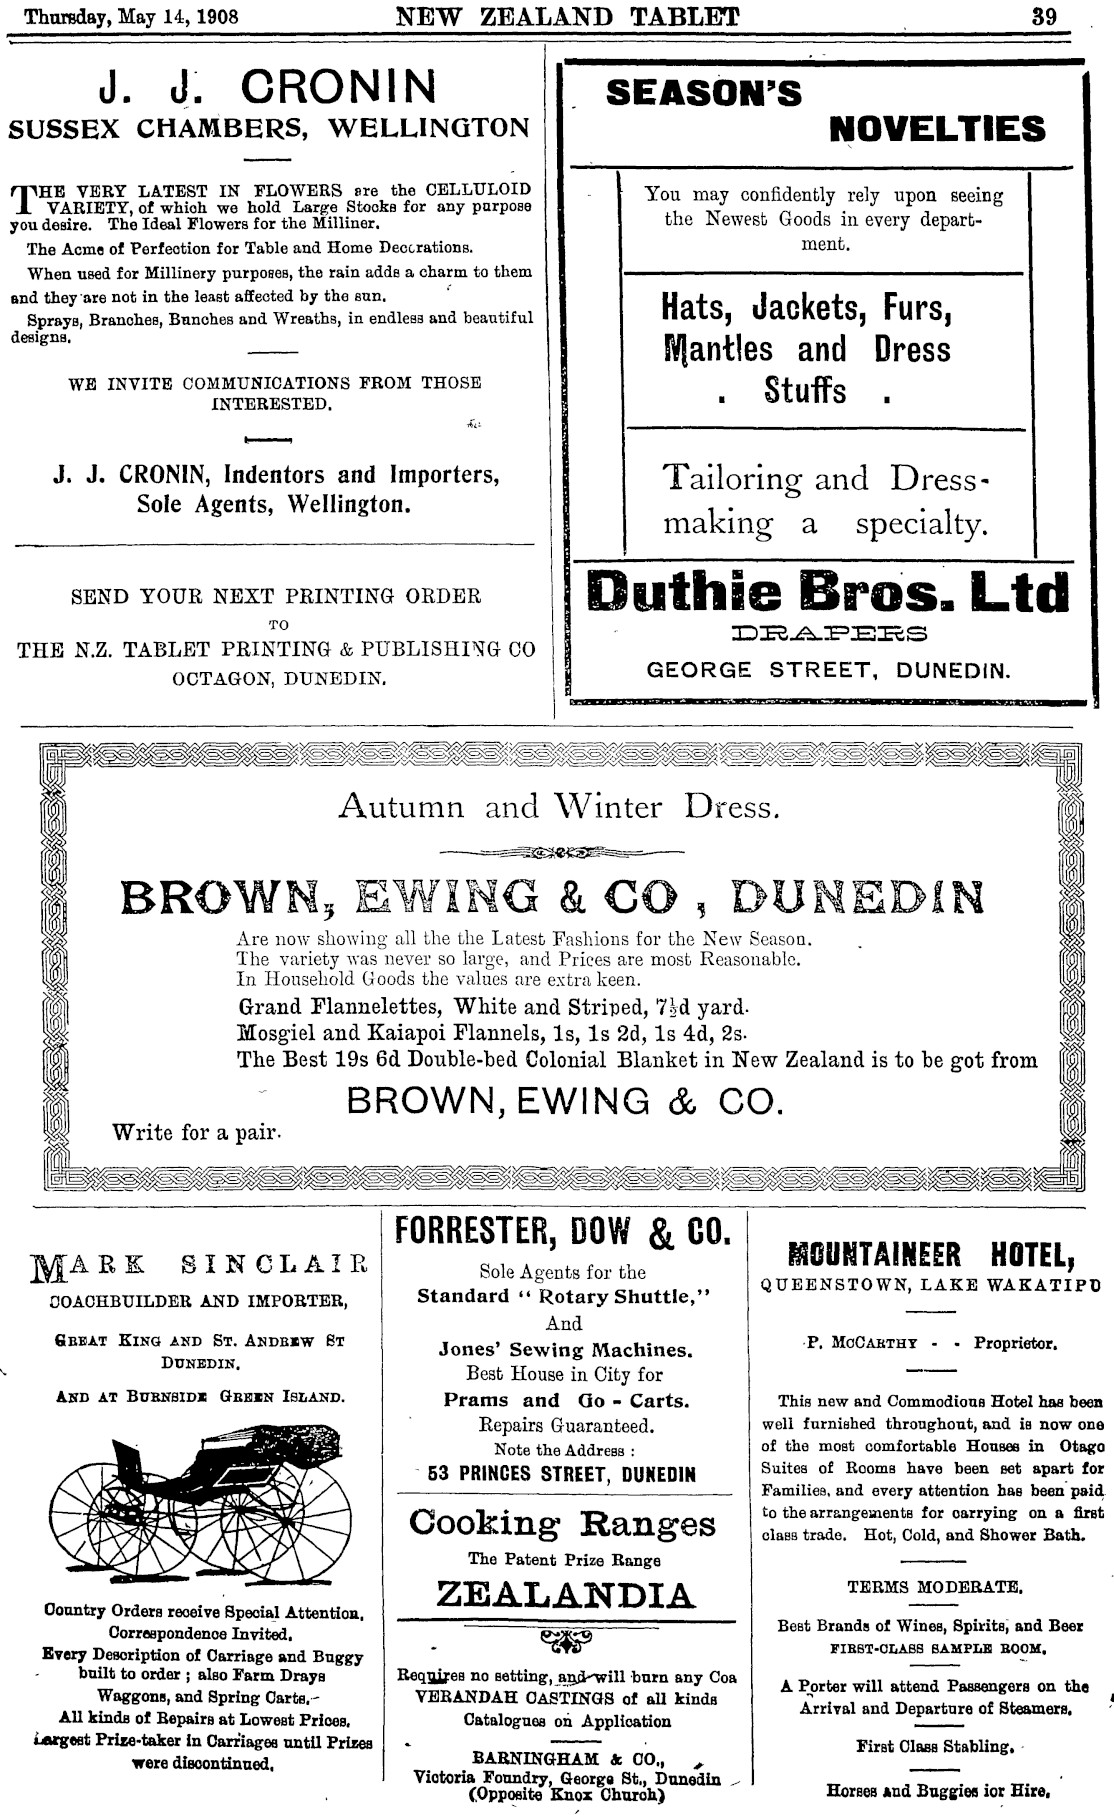 Thursday, May 14, 1908 NEW ZEALAND TABLET 39
J. J. CRONIN
SUSSEX CHAMBERS, WELLINGTON
THE VERY LATEST IN FLOWERS are the CELLULOID
VARIETY, of which we hold Large Stocks for any purpose
you desire. The Ideal Flowers for the Milliner.
The Acme of Perfection for Table and Home Decorations.
When used for Millinery purposes, the rain adds a charm to them
and they are not in the least affected by the sun.
Sprays, Branches, Bunches and Wreaths, in endless and beautiful
designs.
WE INVITE COMMUNICATIONS FROM THOSE
INTERESTED.
J. J. CRONIN, Indentors and Importers,
Sole Agents, Wellington.
SEND YOUR NEXT PRINTING ORDER
TO
THE N.Z. TABLET PRINTING & PUBLISHING CO
OCTAGON, DUNEDIN.
SEASON'S
NOVELTIES
You may confidently rely upon seeing
the Newest Goods in every depart-
ment.
Hats, Jackets, Furs,
Mantles and Dress
. Stuffs .
Tailoring and Dress-
making a specialty.
Duthie Bros. Ltd
DRAPERS
GEORGE STREET, DUNEDIN.
Autumn and Winter Dress.
BROWN, EWING & CO , DUNEDIN
Are now showing all the the Latest Fashions for the New Season.
The variety was never so large, and Prices are most Reasonable.
In Household Goods the values are extra keen.
Grand Flannelettes, White and Striped, 7½d yard.
Mosgiel and Kaiapoi Flannels, 1s, 1s 2d, 1s 4d, 2s.
The Best 19s 6d Double-bed Colonial Blanket in New Zealand is to be got from
BROWN, EWING & CO.
Write for a pair.
MARK SINCLAIR
COACHBUILDER AND IMPORTER,
GREAT KING AND ST. ANDREW ST
DUNEDIN.
AND AT BURNSIDE GREEN ISLAND.
Country Orders receive Special Attention,
Correspondence Invited.
Every Description of Carriage and Buggy
built to order ; also Farm Drays
Waggons, and Spring Carts.
All kinds of Repairs at Lowest Prices.
Largest Prize-taker in Carriages until Prizes
were discontinued.
FORRESTER, DOW & CO.
Sole Agents for the
Standard "Rotary Shuttle,"
And
Jones' Sewing Machines.
Best House in City for
Prams and Go - Carts.
Repairs Guaranteed.
Note the Address :
53 PRINCES STREET, DUNEDIN
Cooking Ranges
The Patent Prize Range
ZEALANDIA
Requires no setting, and will burn any Coa
VERANDAH CASTINGS of all kinds
Catalogues on Application
BARNINGHAM & CO.,
Victoria Foundry, George St., Dunedin
(Opposite Knox Church)
MOUNTAINEER HOTEL,
QUEENSTOWN, LAKE WAKATIPU
P. MCCARTHY - - Proprietor.
This new and Commodious Hotel has been
well furnished throughout, and is now one
of the most comfortable Houses in Otago
Suites of Rooms have been set apart for
Families, and every attention has been paid
to the arrangements for carrying on a first
class trade. Hot, Cold, and Shower Bath.
TERMS MODERATE.
Best Brands of Wines, Spirits, and Beer
FIRST-CLASS SAMPLE ROOM.
A Porter will attend Passengers on the
Arrival and Departure of Steamers.
First Class Stabling.
Horses and Buggies ior Hire.